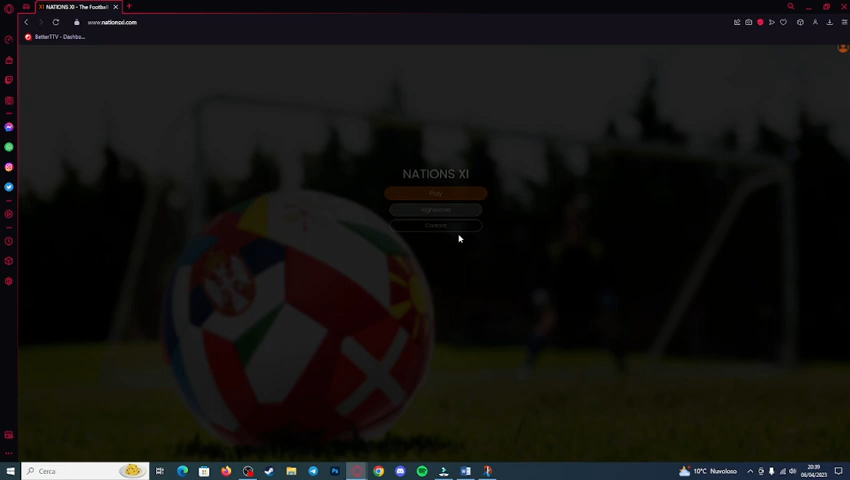 NATIONS XI - The Footbal
www.nationsxi.com
BetterTTV - Dashbo...
NATIONS XI
Play
Highscores
Contact
Cerca
10°C Nuvoloso
20:39
06/04/2023